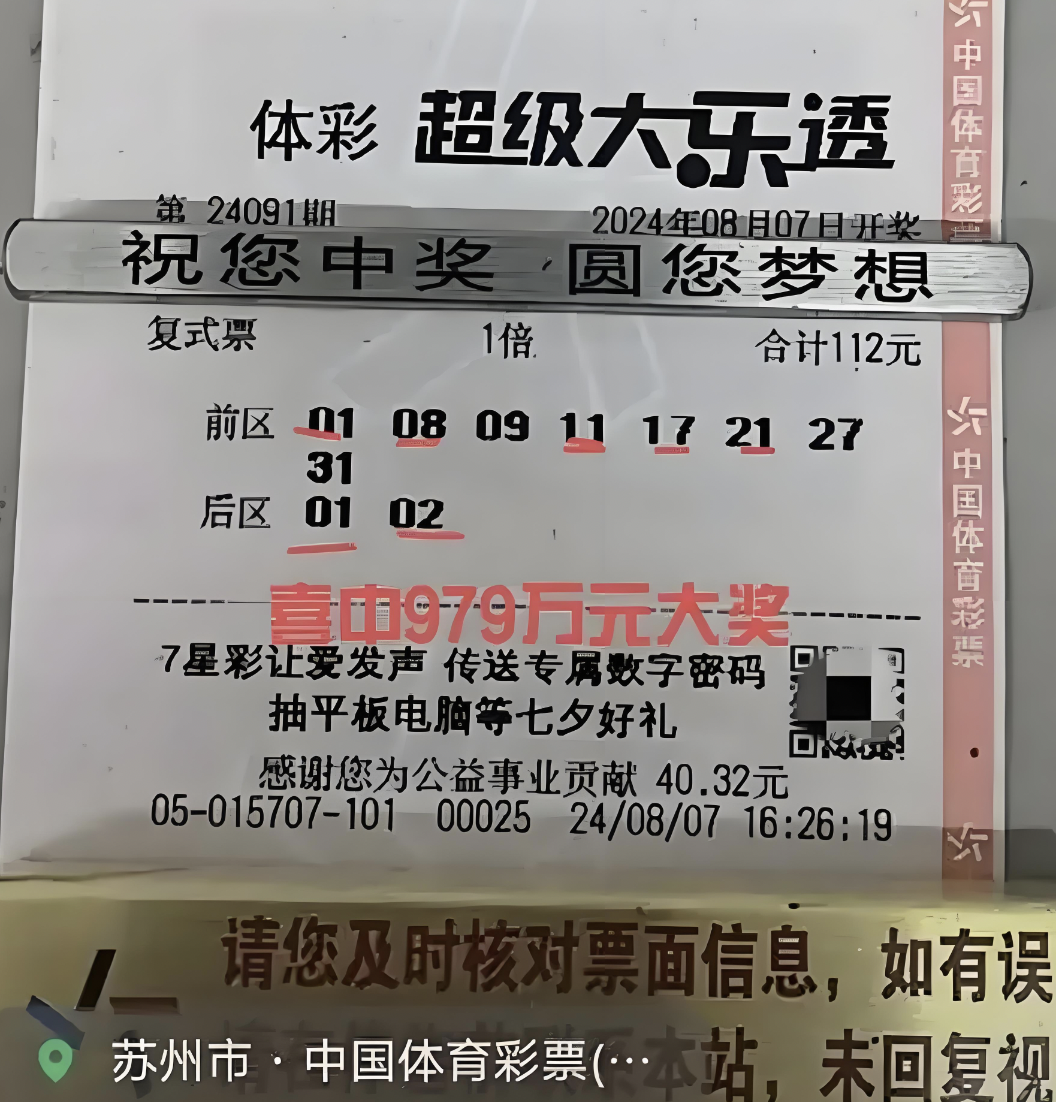 体彩 超级大乐透
第 24091期 2024年08月07日开奖
祝您中奖 圆您梦想
复式票 1倍 合计112元
前区 01 08 09 11 17 21 27
31
后区 01 02
喜中979万元大奖
7星彩让爱发声 传送专属数字密码
抽平板电脑等七夕好礼
感谢您为公益事业贡献 40.32元
05-015707-101 00025 24/08/07 16:26:19
中国体育彩票
中国体育彩票
请您及时核对票面信息，如有误
本站，未回复视
苏州市·中国体育彩票(…